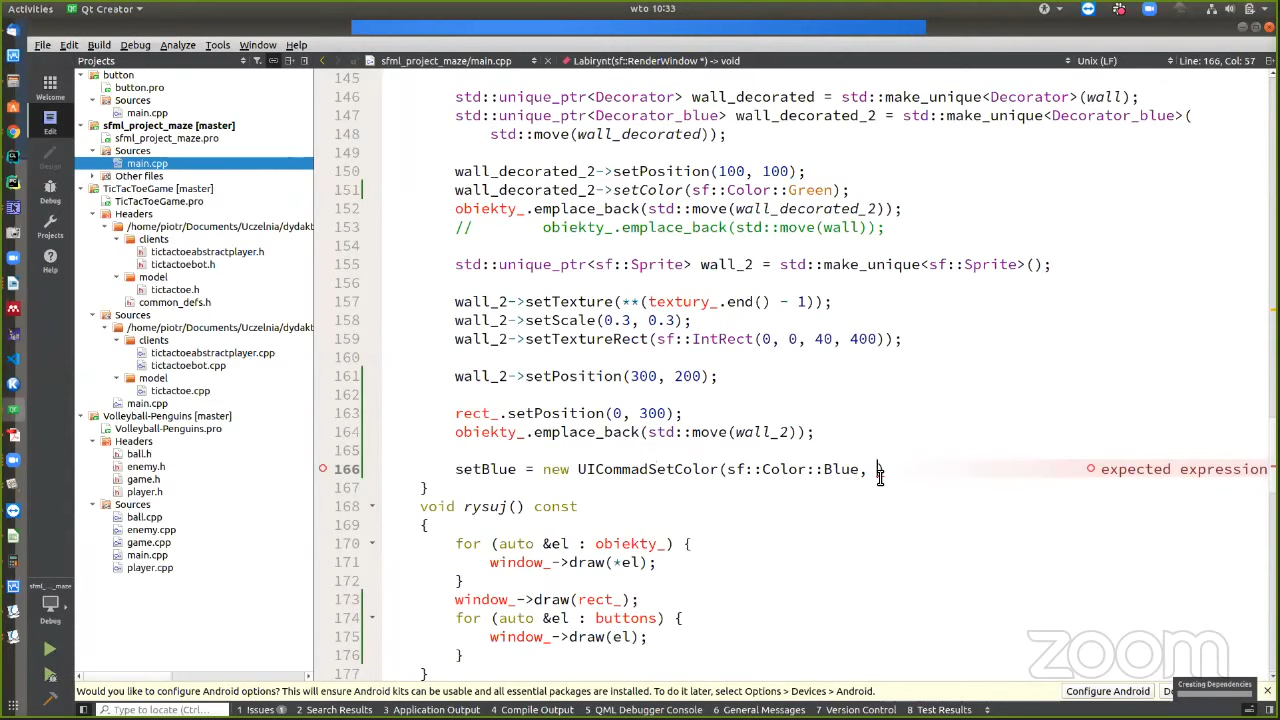 Activities Qt Creator wto 10:33
File Edit Build Debug Analyze Tools Window Help
Projects sfml_project_maze/main.cpp Labirynt(sf::RenderWindow *) -> void Unix (LF) Line: 166, Col: 57
Welcome
Edit
Design
Debug
Projects
Help
sfml_..._maze
Debug
button
button.pro
Sources
main.cpp
sfml_project_maze [master]
sfml_project_maze.pro
Sources
main.cpp
Other files
TicTacToeGame [master]
TicTacToeGame.pro
Headers
/home/piotr/Documents/Uczelnia/dydakt
clients
tictactoeabstractplayer.h
tictactoebot.h
model
tictactoe.h
common_defs.h
Sources
/home/piotr/Documents/Uczelnia/dydakt
clients
tictactoeabstractplayer.cpp
tictactoebot.cpp
model
tictactoe.cpp
main.cpp
Volleyball-Penguins [master]
Volleyball-Penguins.pro
Headers
ball.h
enemy.h
game.h
player.h
Sources
ball.cpp
enemy.cpp
game.cpp
main.cpp
player.cpp
145
146 std::unique_ptr<Decorator> wall_decorated = std::make_unique<Decorator>(wall);
147 std::unique_ptr<Decorator_blue> wall_decorated_2 = std::make_unique<Decorator_blue>(
148 std::move(wall_decorated));
149
150 wall_decorated_2->setPosition(100, 100);
151 wall_decorated_2->setColor(sf::Color::Green);
152 obiekty_.emplace_back(std::move(wall_decorated_2));
153 // obiekty_.emplace_back(std::move(wall));
154
155 std::unique_ptr<sf::Sprite> wall_2 = std::make_unique<sf::Sprite>();
156
157 wall_2->setTexture(**(textury_.end() - 1));
158 wall_2->setScale(0.3, 0.3);
159 wall_2->setTextureRect(sf::IntRect(0, 0, 40, 400));
160
161 wall_2->setPosition(300, 200);
162
163 rect_.setPosition(0, 300);
164 obiekty_.emplace_back(std::move(wall_2));
165
166 setBlue = new UICommadSetColor(sf::Color::Blue, ) expected expression
167 }
168 void rysuj() const
169 {
170 for (auto &el : obiekty_) {
171 window_->draw(*el);
172 }
173 window_->draw(rect_);
174 for (auto &el : buttons) {
175 window_->draw(el);
176 }
177 }
zoom
Creating Dependencies
Would you like to configure Android options? This will ensure Android kits can be usable and all essential packages are installed. To do it later, select Options > Devices > Android. Configure Android
Type to locate (Ctrl+... 1 Issues 1 2 Search Results 3 Application Output 4 Compile Output 5 QML Debugger Console 6 General Messages 7 Version Control 8 Test Results